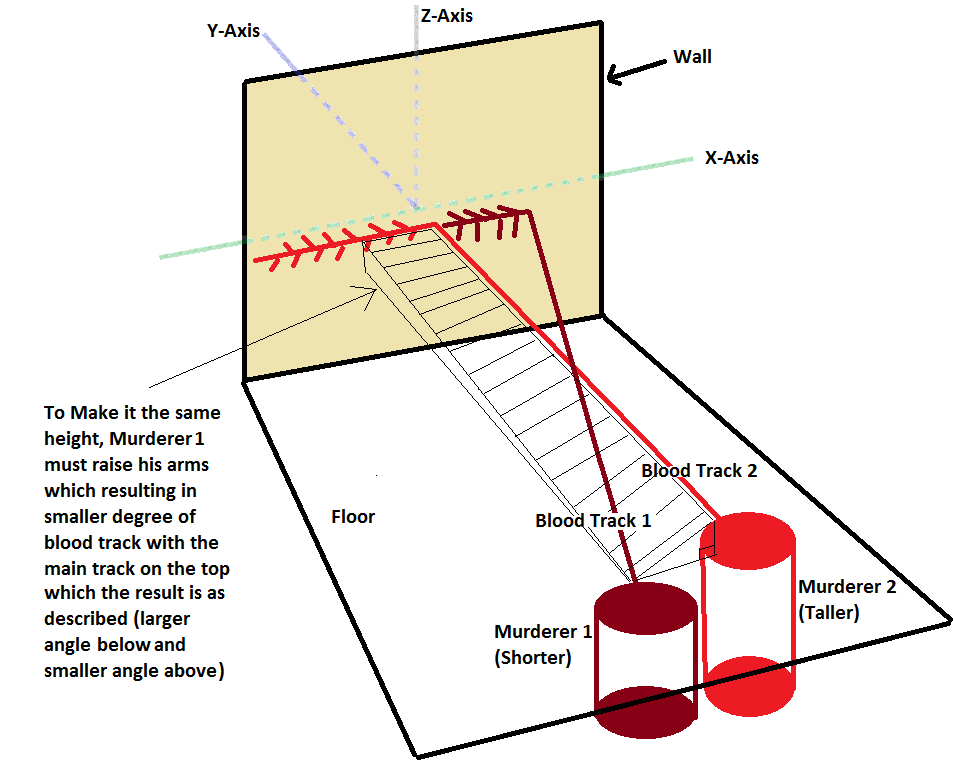 Z-Axis
Y-Axis
Wall
X-Axis
To Make it the same
height, Murderer 1
must raise his arms
which resulting in
smaller degree of
blood track with the
main track on the top
which the result is as
described (larger
angle below and
smaller angle above)
Floor
Blood Track 2
Blood Track 1
Murderer 2
(Taller)
Murderer 1
(Shorter)